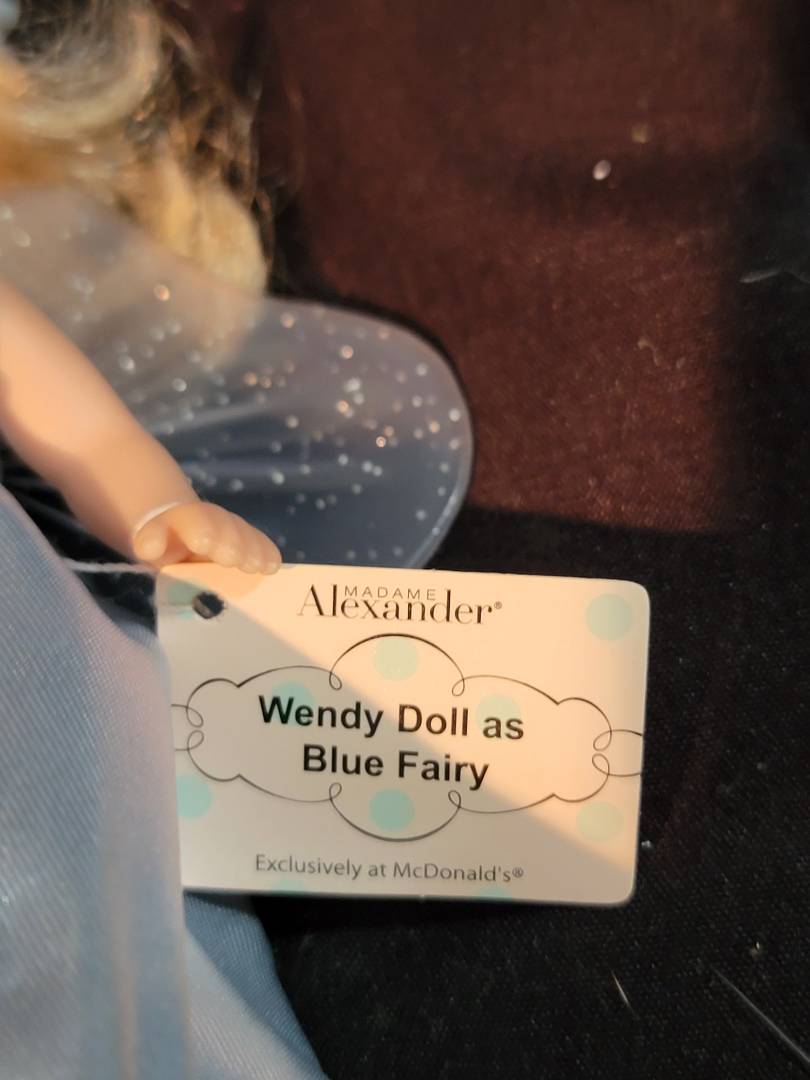 MADAME
Alexander®
Wendy Doll as
Blue Fairy
Exclusively at McDonald's®